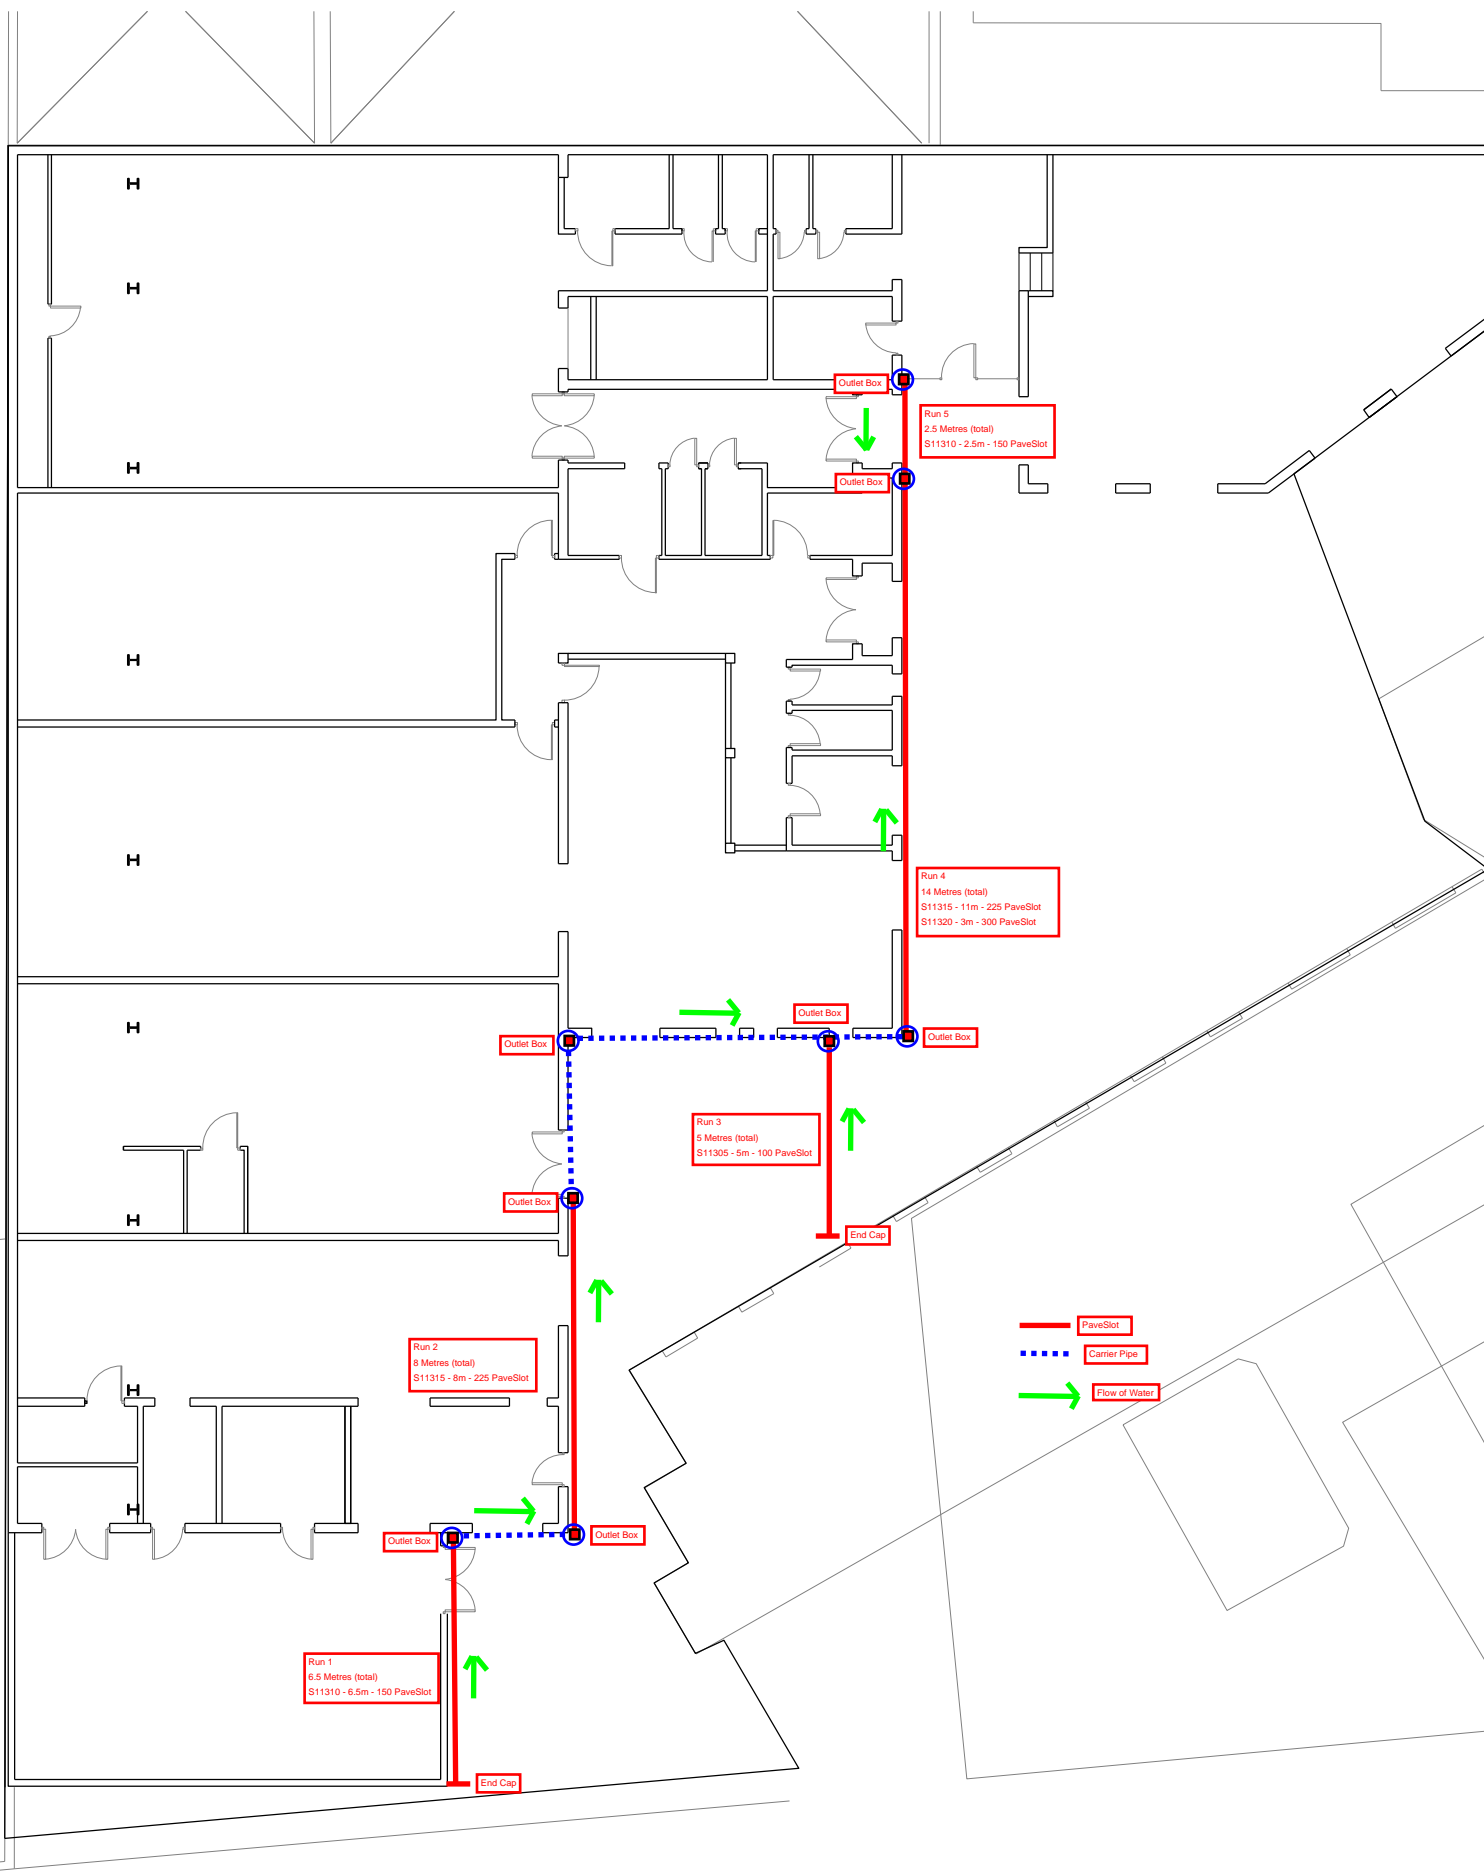 Outlet Box
Run 5
2.5 Metres (total)
S11310 - 2.5m - 150 PaveSlot
Outlet Box
Run 4
14 Metres (total)
S11315 - 11m - 225 PaveSlot
S11320 - 3m - 300 PaveSlot
Outlet Box
Outlet Box
Outlet Box
Run 3
5 Metres (total)
S11305 - 5m - 100 PaveSlot
Outlet Box
End Cap
PaveSlot
Carrier Pipe
Flow of Water
Run 2
8 Metres (total)
S11315 - 8m - 225 PaveSlot
Outlet Box
Outlet Box
Run 1
6.5 Metres (total)
S11310 - 6.5m - 150 PaveSlot
End Cap